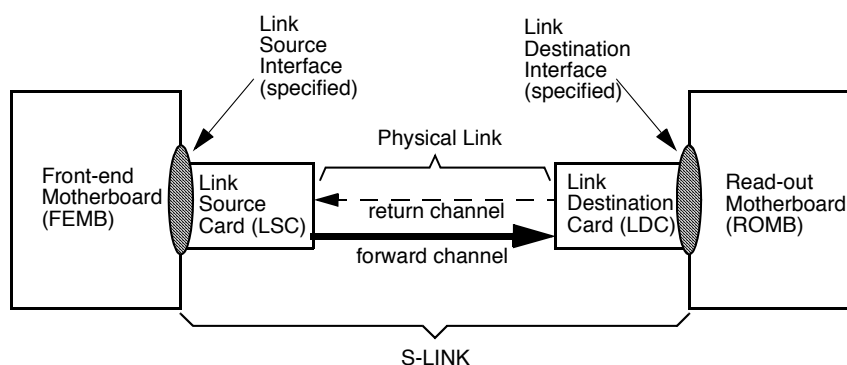 Link
Source
Interface
(specified)
Link
Destination
Interface
(specified)
Physical Link
Front-end
Motherboard
(FEMB)
Link
Source
Card (LSC)
return channel
forward channel
Link
Destination
Card (LDC)
Read-out
Motherboard
(ROMB)
S-LINK